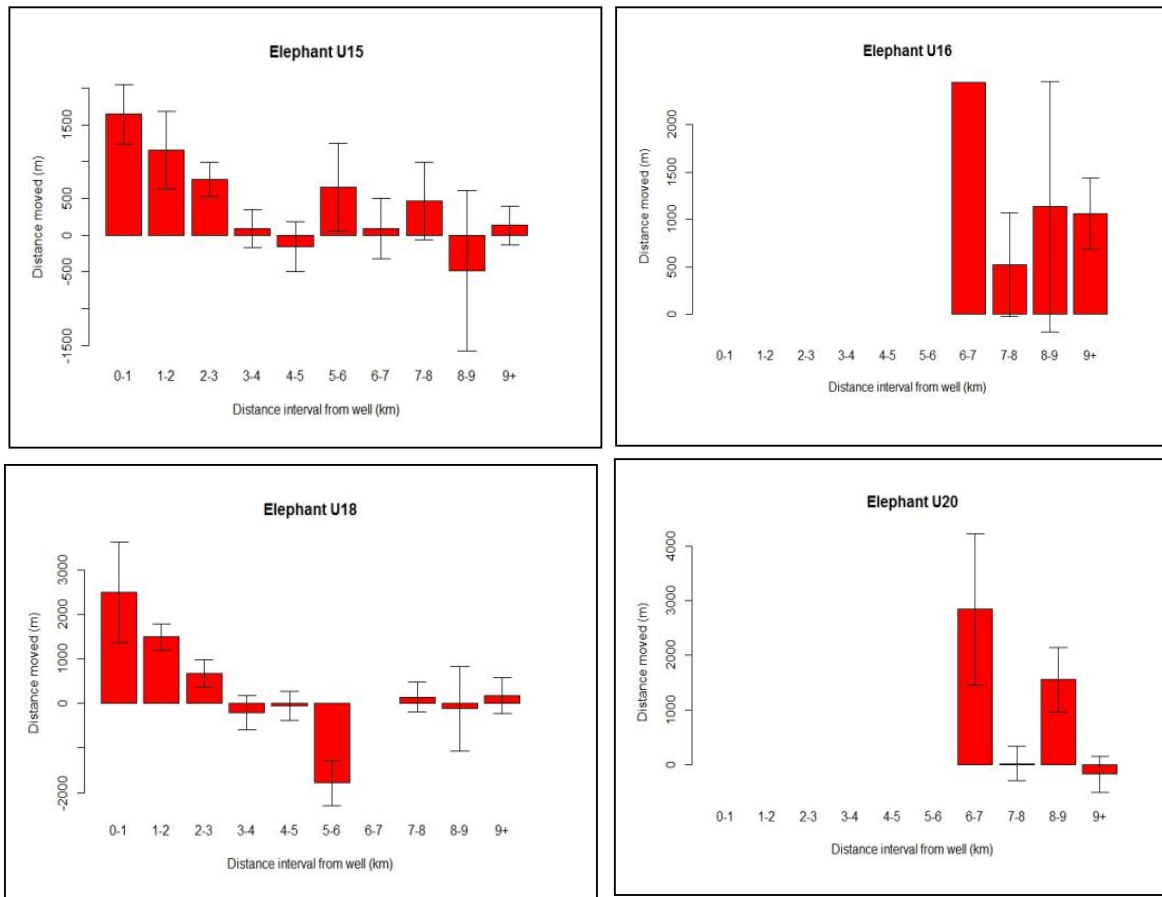 Elephant U15
Distance moved (m)
1500
500
0
-500
-1500
0-1 1-2 2-3 3-4 4-5 5-6 6-7 7-8 8-9 9+
Distance interval from well (km)
Elephant U16
Distance moved (m)
2000
1500
1000
500
0
0-1 1-2 2-3 3-4 4-5 5-6 6-7 7-8 8-9 9+
Distance interval from well (km)
Elephant U18
Distance moved (m)
3000
2000
1000
0
-2000
0-1 1-2 2-3 3-4 4-5 5-6 6-7 7-8 8-9 9+
Distance interval from well (km)
Elephant U20
Distance moved (m)
4000
3000
2000
1000
0
0-1 1-2 2-3 3-4 4-5 5-6 6-7 7-8 8-9 9+
Distance interval from well (km)